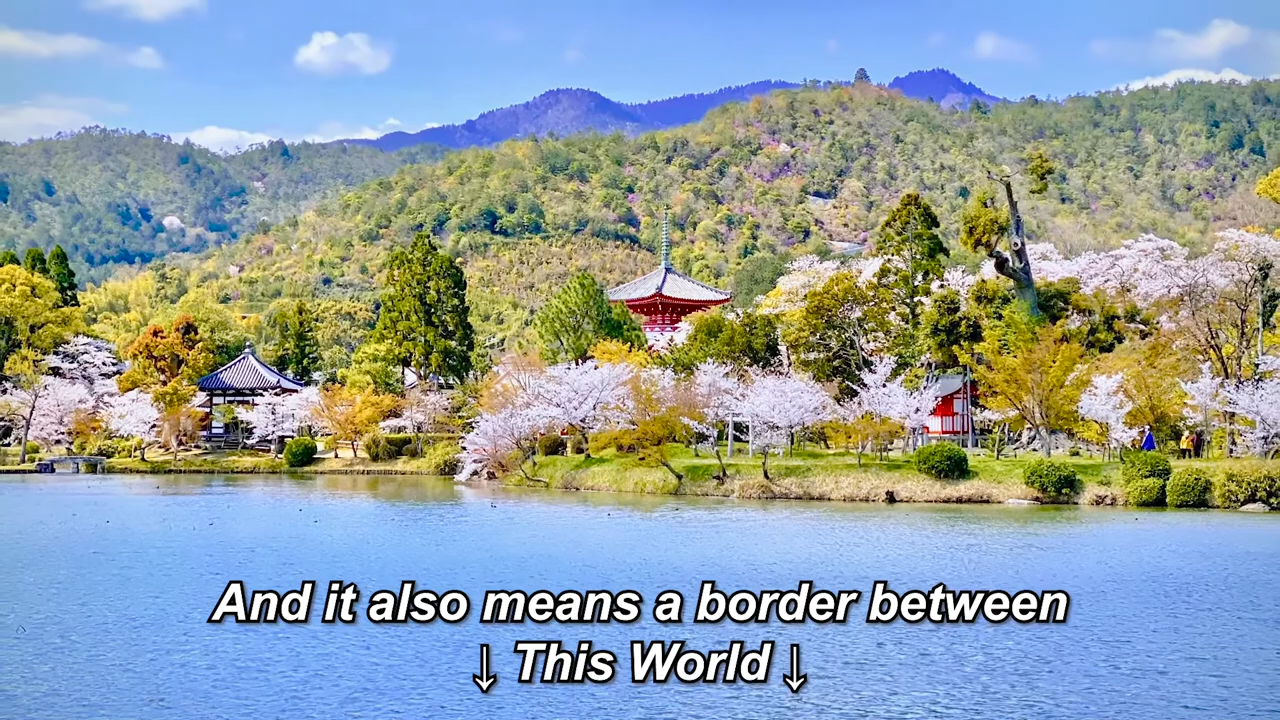 And it also means a border between
↓ This World ↓